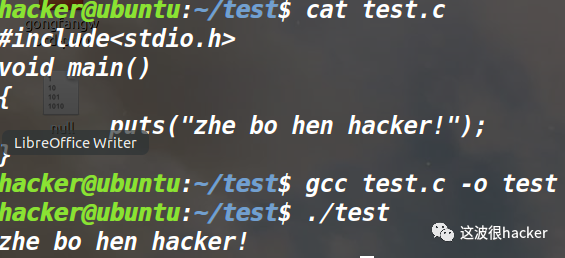 hacker@ubuntu:~/test$ cat test.c
#include<stdio.h>
void main()
{
puts("zhe bo hen hacker!");
}
hacker@ubuntu:~/test$ gcc test.c -o test
hacker@ubuntu:~/test$ ./test
zhe bo hen hacker!
gongfangw
1
10
101
1010
null
LibreOffice Writer
这波很hacker